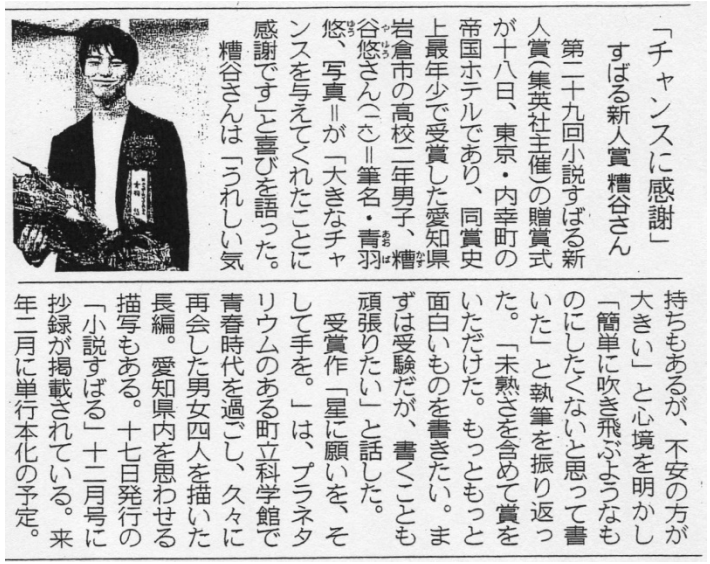 「チャンスに感謝」
すばる新人賞 糟谷さん
第二十九回小説すばる新
人賞(集英社主催)の贈賞式
が十八日、東京・内幸町の
帝国ホテルであり、同賞史
上最年少で受賞した愛知県
岩倉市の高校二年男子、糟
谷悠さん(一六)=筆名・青羽
悠、写真=が「大きなチャ
ンスを与えてくれたことに
感謝です」と喜びを語った。
糟谷さんは「うれしい気
持ちもあるが、不安の方が
大きい」と心境を明かし
「簡単に吹き飛ぶようなも
のにしたくないと思って書
いた」と執筆を振り返っ
た。「未熟さを含めて賞を
いただけた。もっともっと
面白いものを書きたい。ま
ずは受験だが、書くことも
頑張りたい」と話した。
受賞作「星に願いを、そ
して手を。」は、プラネタ
リウムのある町立科学館で
青春時代を過ごし、久々に
再会した男女四人を描いた
長編。愛知県内を思わせる
描写もある。十七日発行の
「小説すばる」十二月号に
抄録が掲載されている。来
年二月に単行本化の予定。